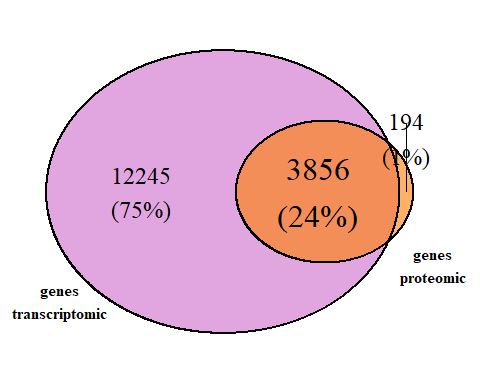 194
(1%)
12245
(75%)
3856
(24%)
genes
proteomic
genes
transcriptomic